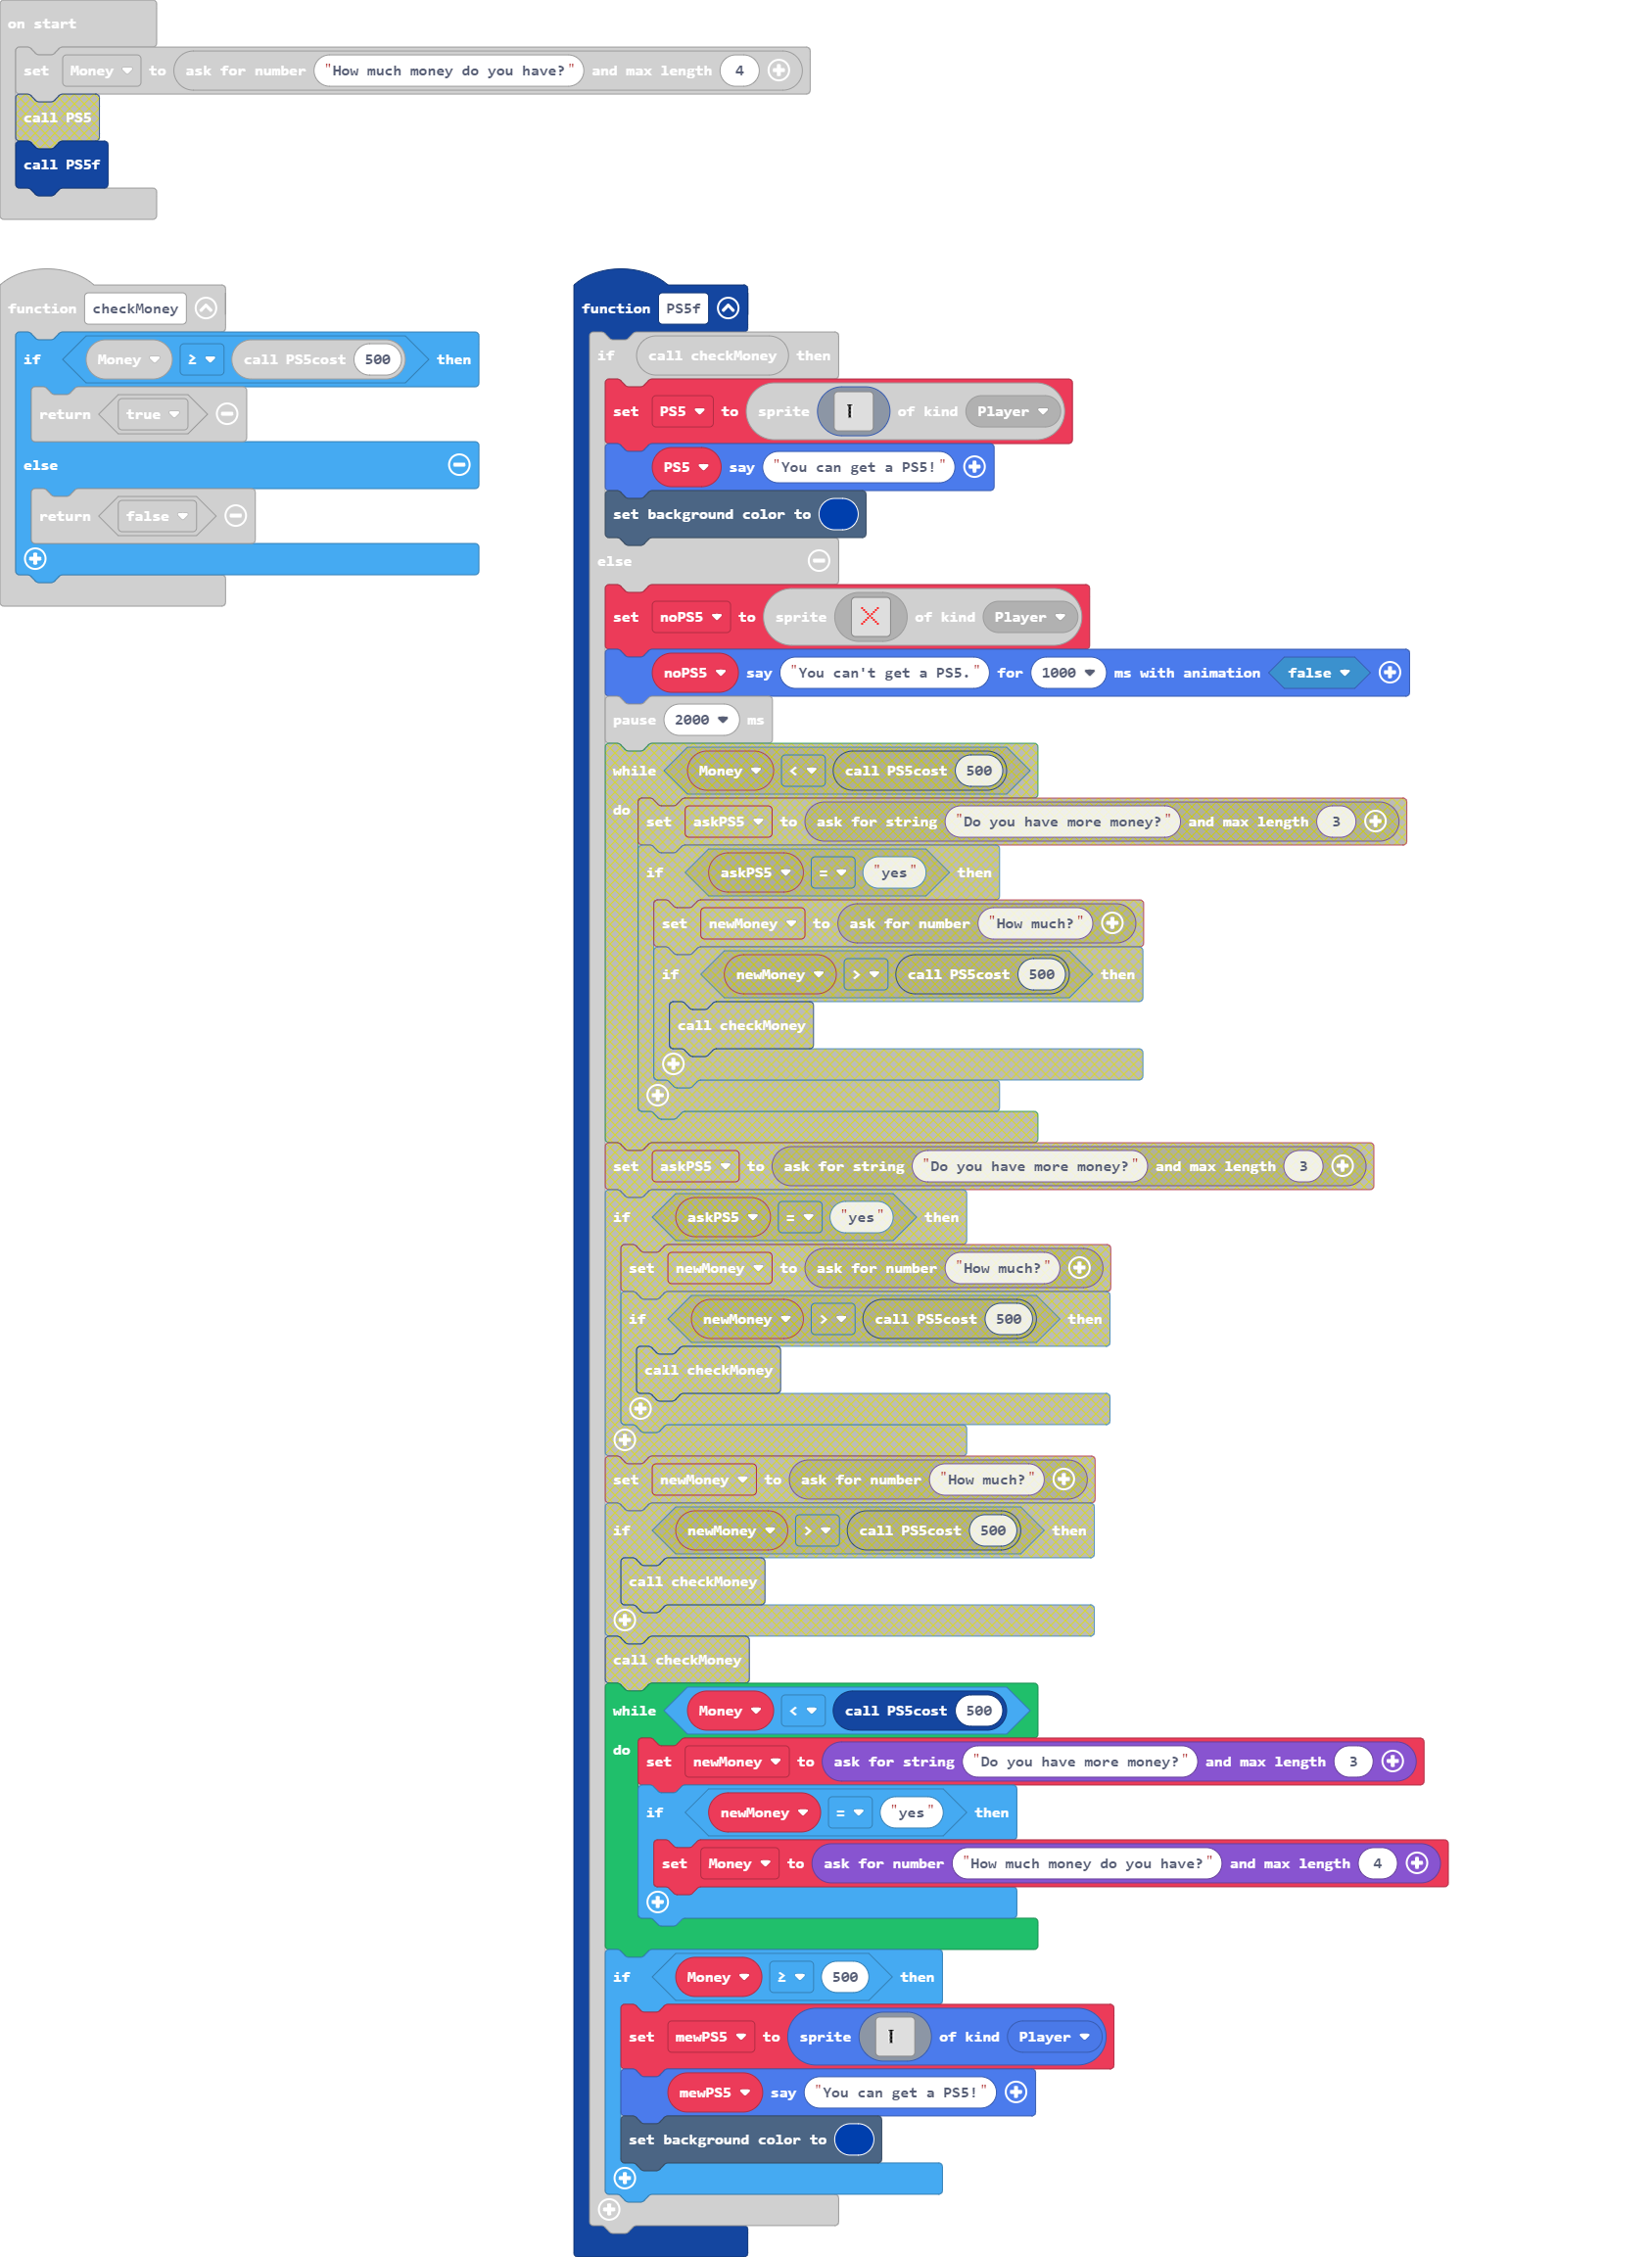 on start
set Money to ask for number "How much money do you have?" and max length 4
call PS5
call PS5f
function checkMoney
if Money ≥ call PS5cost 500 then
return true
else
return false
function PS5f
if call checkMoney then
set PS5 to sprite of kind Player
PS5 say "You can get a PS5!"
set background color to
else
set noPS5 to sprite of kind Player
noPS5 say "You can't get a PS5. " for 1000 ms with animation false
pause 2000 ms
while Money < call PS5cost 500
do set askPS5 to ask for string "Do you have more money?" and max length 3
if askPS5 = "yes" then
set newMoney to ask for number "How much?"
if newMoney > call PS5cost 500 then
call checkMoney
set askPS5 to ask for string "Do you have more money?" and max length 3
if askPS5 = "yes" then
set newMoney to ask for number "How much?"
if newMoney > call PS5cost 500 then
call checkMoney
set newMoney to ask for number "How much?"
if newMoney > call PS5cost 500 then
call checkMoney
call checkMoney
while Money < call PS5cost 500
do set newMoney to ask for string "Do you have more money?" and max length 3
if newMoney = "yes" then
set Money to ask for number "How much money do you have?" and max length 4
if Money ≥ 500 then
set mewPS5 to sprite of kind Player
mewPS5 say "You can get a PS5!"
set background color to